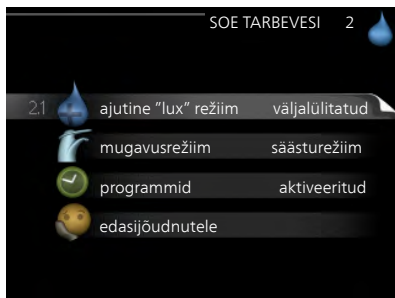 SOE TARBEVESI 2
2.1 ajutine "lux" režiim väljalülitatud
mugavusrežiim säästurežiim
programmid aktiveeritud
edasijõudnutele